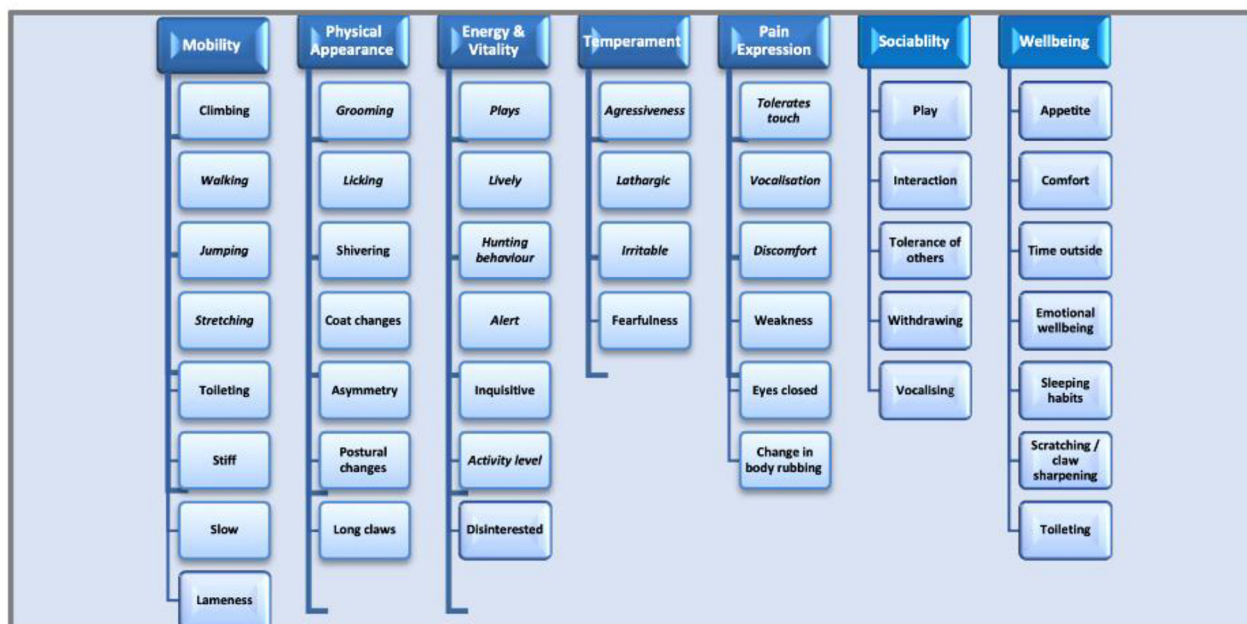 Mobility
Climbing
Walking
Jumping
Stretching
Toileting
Stiff
Slow
Lameness
Physical
Appearance
Grooming
Licking
Shivering
Coat changes
Asymmetry
Postural
changes
Long claws
Energy &
Vitality
Plays
Lively
Hunting
behaviour
Alert
Inquisitive
Activity level
Disinterested
Temperament
Agressiveness
Lathargic
Irritable
Fearfulness
Pain
Expression
Tolerates
touch
Vocalisation
Discomfort
Weakness
Eyes closed
Change in
body rubbing
Sociablilty
Play
Interaction
Tolerance of
others
Withdrawing
Vocalising
Wellbeing
Appetite
Comfort
Time outside
Emotional
wellbeing
Sleeping
habits
Scratching /
claw
sharpening
Toileting